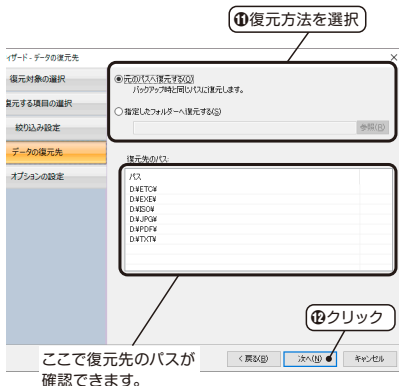 ⓫復元方法を選択
ィザード - データの復元先
復元対象の選択
復元する項目の選択
絞り込み設定
データの復元先
オプションの設定
元のパスへ復元する(O)
バックアップ時と同じパスに復元します。
指定したフォルダーへ復元する(S)
参照(R)
復元先のパス:
パス
D:¥ETC¥
D:¥EXE¥
D:¥ISO¥
D:¥JPG¥
D:¥PDF¥
D:¥TXT¥
⓬クリック
< 戻る(B)
次へ(N)
キャンセル
ここで復元先のパスが
確認できます。